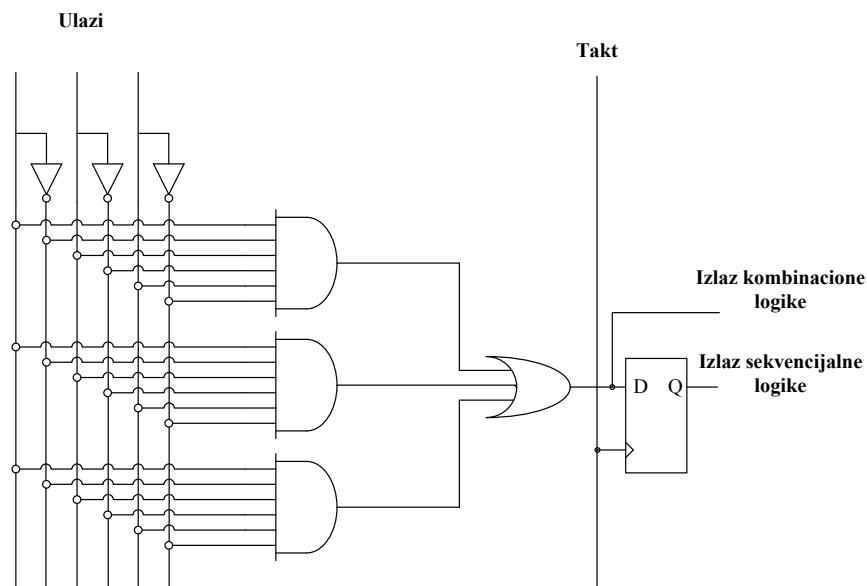 Ulazi
Takt
Izlaz kombinacione
logike
Izlaz sekvencijalne
logike
D Q